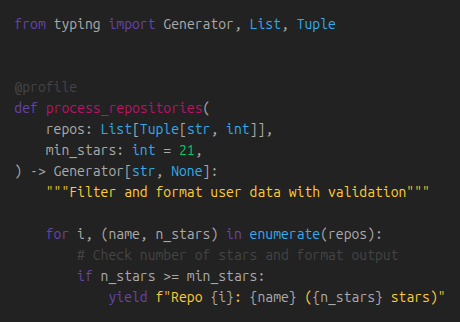 from typing import Generator, List, Tuple
@profile
def process_repositories(
    repos: List[Tuple[str, int]],
    min_stars: int = 21,
) -> Generator[str, None]:
    """Filter and format user data with validation"""
    for i, (name, n_stars) in enumerate(repos):
        # Check number of stars and format output
        if n_stars >= min_stars:
            yield f"Repo {i}: {name} ({n_stars} stars)"